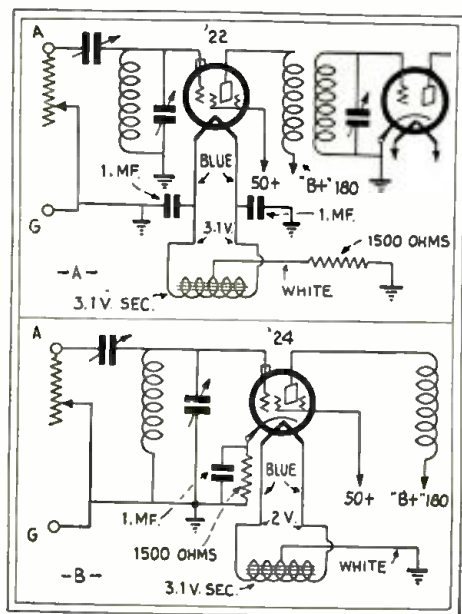 A
'22
BLUE
1. MF.
50+
"B+"180
1. MF.
G
3.1 V.
1500 OHMS
-A-
3.1 V. SEC.
WHITE
A
'24
BLUE
50+
"B+"180
1. MF.
2 V.
G
1500 OHMS
WHITE
-B-
3.1 V. SEC.